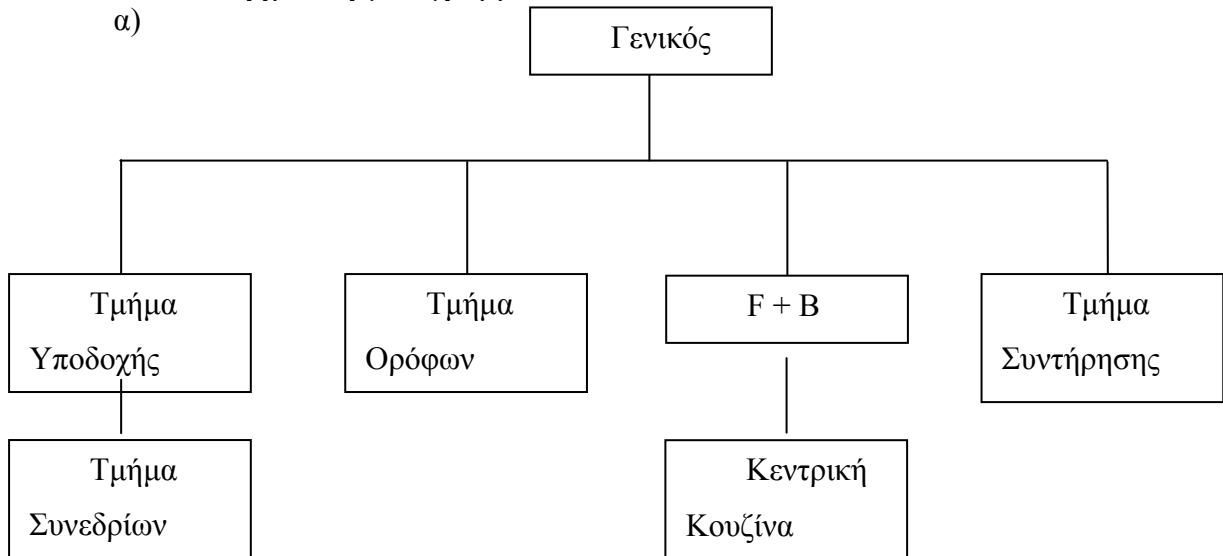 α)
Γενικός
Τμήμα
Υποδοχής
Τμήμα
Ορόφων
F + B
Τμήμα
Συντήρησης
Τμήμα
Συνεδρίων
Κεντρική
Κουζίνα